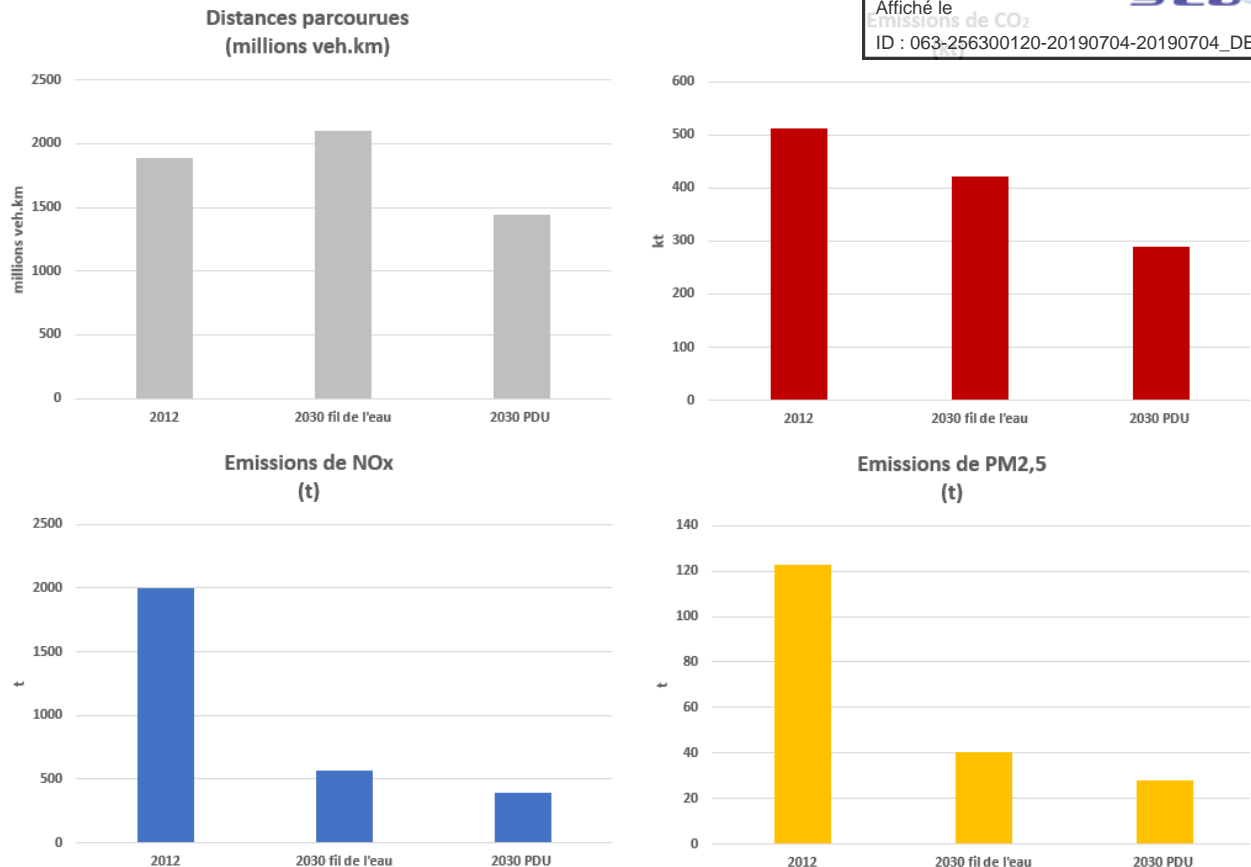 Distances parcourues
(millions veh.km)
2500
2000
1500
1000
500
0
millions veh.km
2012
2030 fil de l'eau
2030 PDU
Affiché le
Emissions de CO₂
ID : 063-256300120-20190704-20190704_DE
(kt)
600
500
400
300
200
100
0
kt
2012
2030 fil de l'eau
2030 PDU
Emissions de NOx
(t)
2500
2000
1500
1000
500
0
t
2012
2030 fil de l'eau
2030 PDU
Emissions de PM2,5
(t)
140
120
100
80
60
40
20
0
t
2012
2030 fil de l'eau
2030 PDU